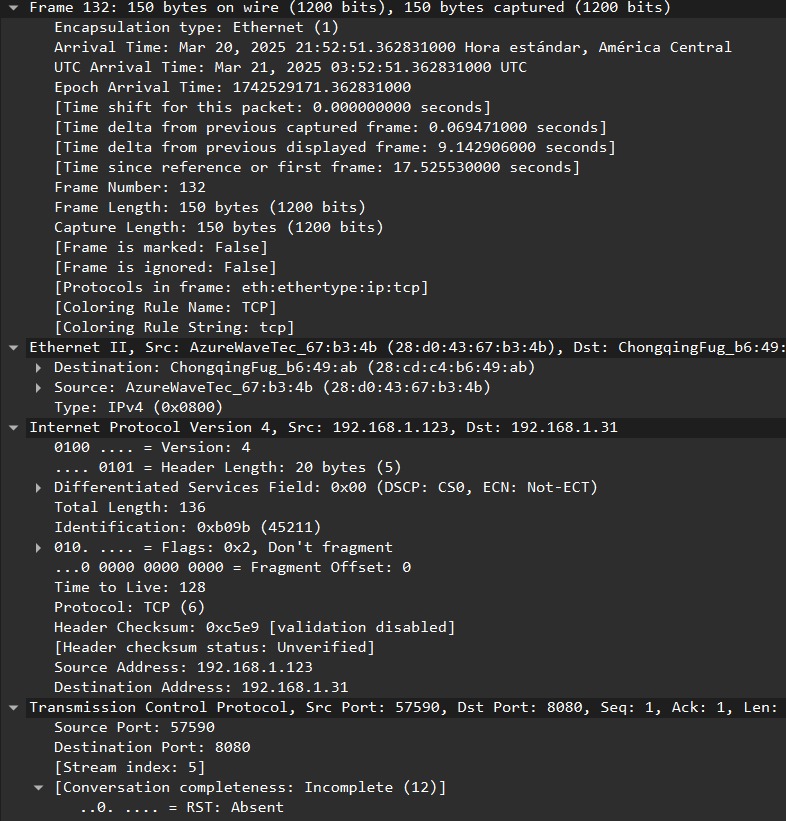 Frame 132: 150 bytes on wire (1200 bits), 150 bytes captured (1200 bits)
Encapsulation type: Ethernet (1)
Arrival Time: Mar 20, 2025 21:52:51.362831000 Hora estándar, América Central
UTC Arrival Time: Mar 21, 2025 03:52:51.362831000 UTC
Epoch Arrival Time: 1742529171.362831000
[Time shift for this packet: 0.000000000 seconds]
[Time delta from previous captured frame: 0.069471000 seconds]
[Time delta from previous displayed frame: 9.142906000 seconds]
[Time since reference or first frame: 17.525530000 seconds]
Frame Number: 132
Frame Length: 150 bytes (1200 bits)
Capture Length: 150 bytes (1200 bits)
[Frame is marked: False]
[Frame is ignored: False]
[Protocols in frame: eth:ethertype:ip:tcp]
[Coloring Rule Name: TCP]
[Coloring Rule String: tcp]
Ethernet II, Src: AzureWaveTec_67:b3:4b (28:d0:43:67:b3:4b), Dst: ChongqingFug_b6:49:
Destination: ChongqingFug_b6:49:ab (28:cd:c4:b6:49:ab)
Source: AzureWaveTec_67:b3:4b (28:d0:43:67:b3:4b)
Type: IPv4 (0x0800)
Internet Protocol Version 4, Src: 192.168.1.123, Dst: 192.168.1.31
0100 .... = Version: 4
.... 0101 = Header Length: 20 bytes (5)
Differentiated Services Field: 0x00 (DSCP: CS0, ECN: Not-ECT)
Total Length: 136
Identification: 0xb09b (45211)
010. .... = Flags: 0x2, Don't fragment
...0 0000 0000 0000 = Fragment Offset: 0
Time to Live: 128
Protocol: TCP (6)
Header Checksum: 0xc5e9 [validation disabled]
[Header checksum status: Unverified]
Source Address: 192.168.1.123
Destination Address: 192.168.1.31
Transmission Control Protocol, Src Port: 57590, Dst Port: 8080, Seq: 1, Ack: 1, Len:
Source Port: 57590
Destination Port: 8080
[Stream index: 5]
[Conversation completeness: Incomplete (12)]
..0. .... = RST: Absent